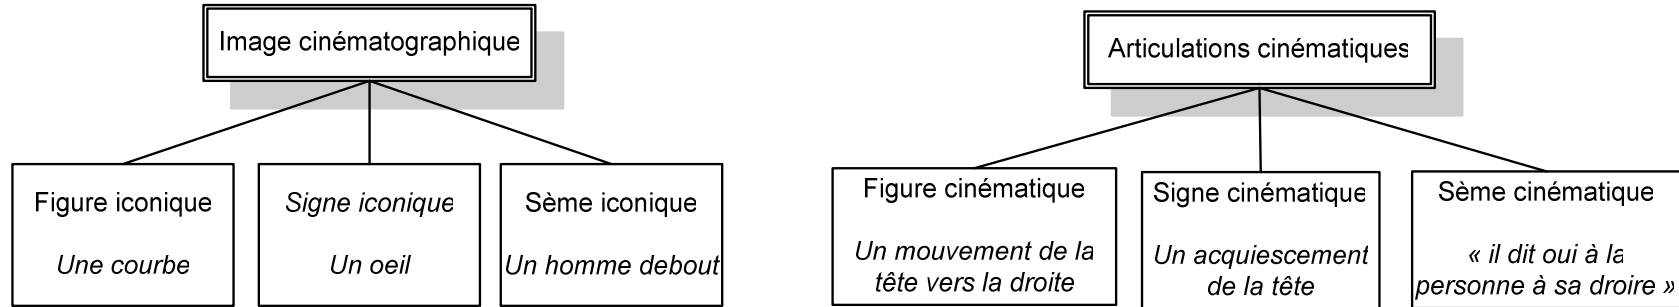 Image cinématographique
Figure iconique
Une courbe
Signe iconique
Un oeil
Sème iconique
Un homme debout
Articulations cinématiques
Figure cinématique
Un mouvement de la
tête vers la droite
Signe cinématique
Un acquiescement
de la tête
Sème cinématique
« il dit oui à la
personne à sa droire »